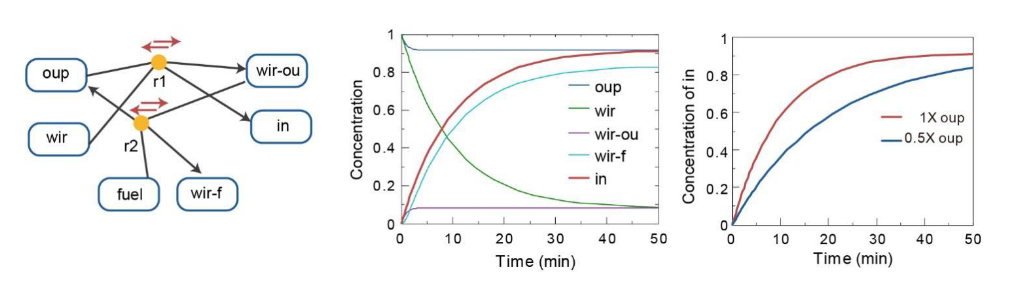 oup
wir-ou
r1
wir
in
r2
fuel
wir-f
Concentration
1
0.8
0.6
0.4
0.2
0
oup
wir
wir-ou
wir-f
in
0 10 20 30 40 50
Time (min)
Concentration of in
1
0.8
0.6
0.4
0.2
0
1X oup
0.5X oup
0 10 20 30 40 50
Time (min)